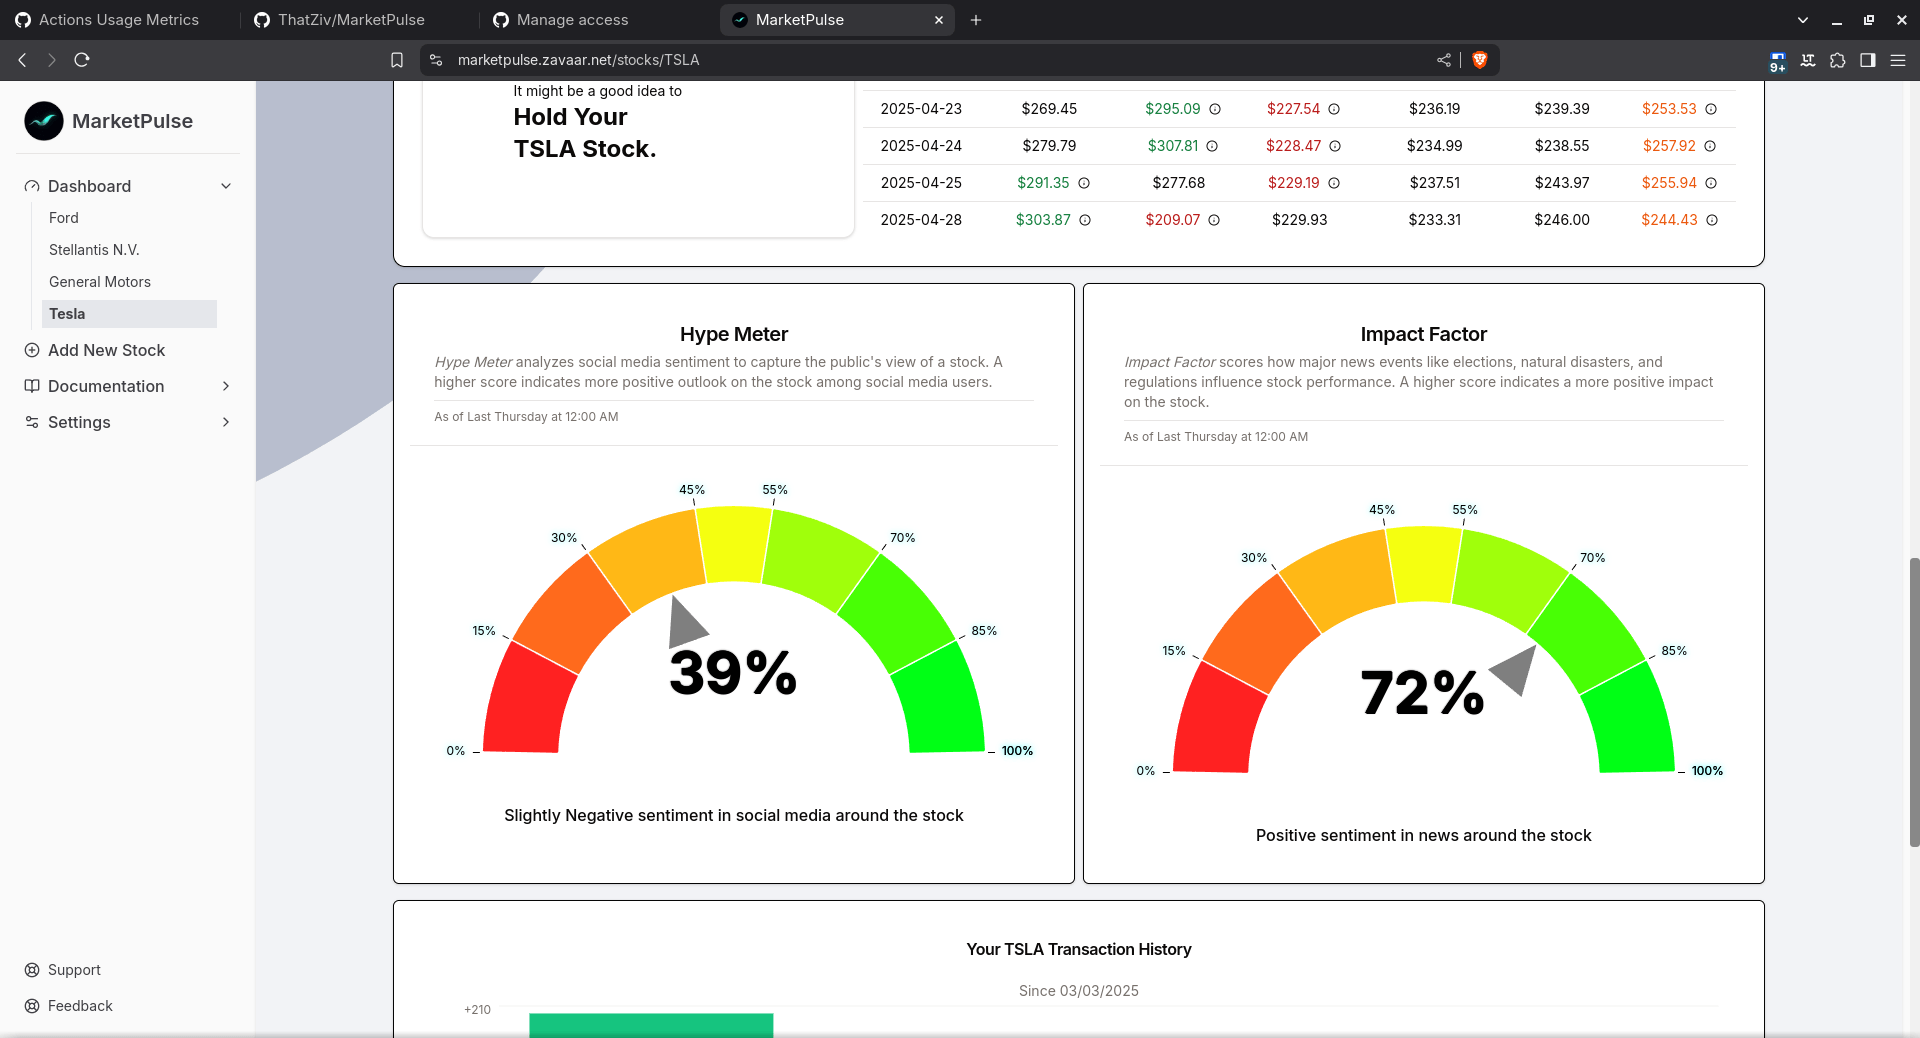 Actions Usage Metrics
ThatZiv/MarketPulse
Manage access
MarketPulse
marketpulse.zavaar.net/stocks/TSLA
9+
MarketPulse
Dashboard
Ford
Stellantis N.V.
General Motors
Tesla
Add New Stock
Documentation
Settings
Support
Feedback
It might be a good idea to
Hold Your
TSLA Stock.
2025-04-23 $269.45 $295.09 $227.54 $236.19 $239.39 $253.53
2025-04-24 $279.79 $307.81 $228.47 $234.99 $238.55 $257.92
2025-04-25 $291.35 $277.68 $229.19 $237.51 $243.97 $255.94
2025-04-28 $303.87 $209.07 $229.93 $233.31 $246.00 $244.43
Hype Meter
Hype Meter analyzes social media sentiment to capture the public's view of a stock. A
higher score indicates more positive outlook on the stock among social media users.
As of Last Thursday at 12:00 AM
0%
15%
30%
45%
55%
70%
85%
100%
39%
Slightly Negative sentiment in social media around the stock
Impact Factor
Impact Factor scores how major news events like elections, natural disasters, and
regulations influence stock performance. A higher score indicates a more positive impact
on the stock.
As of Last Thursday at 12:00 AM
0%
15%
30%
45%
55%
70%
85%
100%
72%
Positive sentiment in news around the stock
Your TSLA Transaction History
Since 03/03/2025
+210